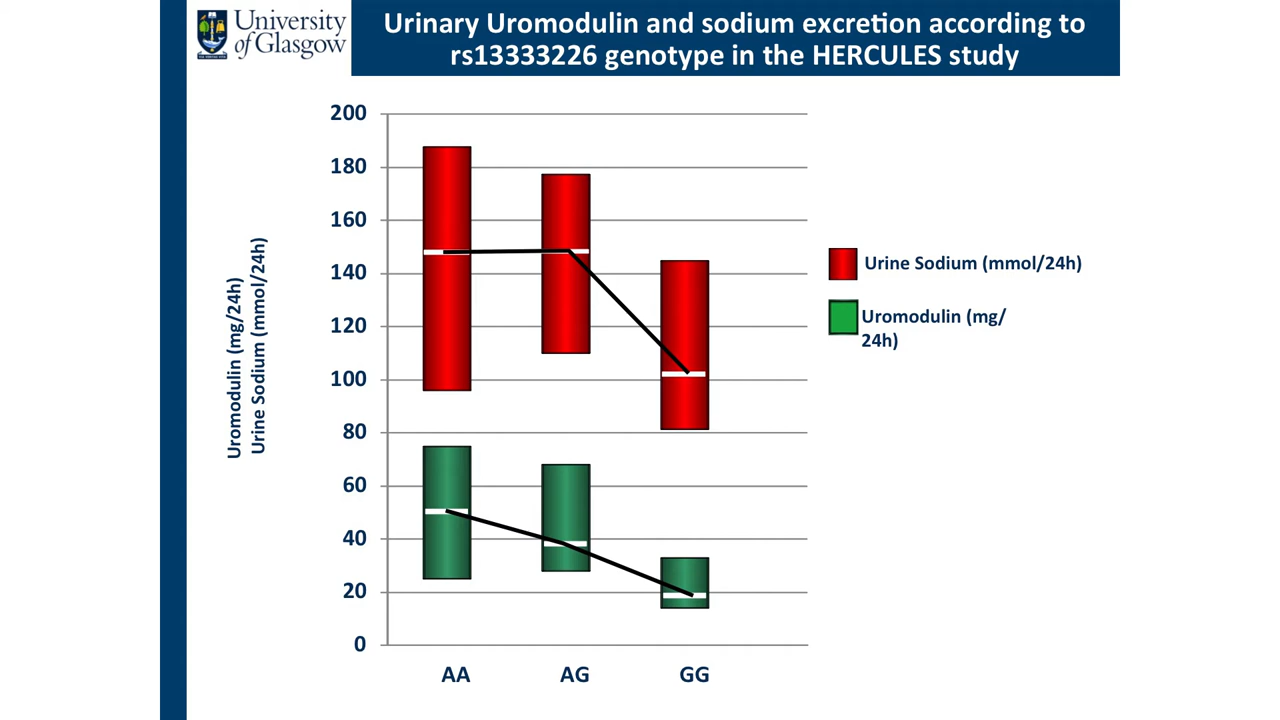 University
of Glasgow
Urinary Uromodulin and sodium excretion according to
rs13333226 genotype in the HERCULES study
200
180
160
140
120
100
80
60
40
20
0
Uromodulin (mg/24h)
Urine Sodium (mmol/24h)
AA
AG
GG
Urine Sodium (mmol/24h)
Uromodulin (mg/
24h)